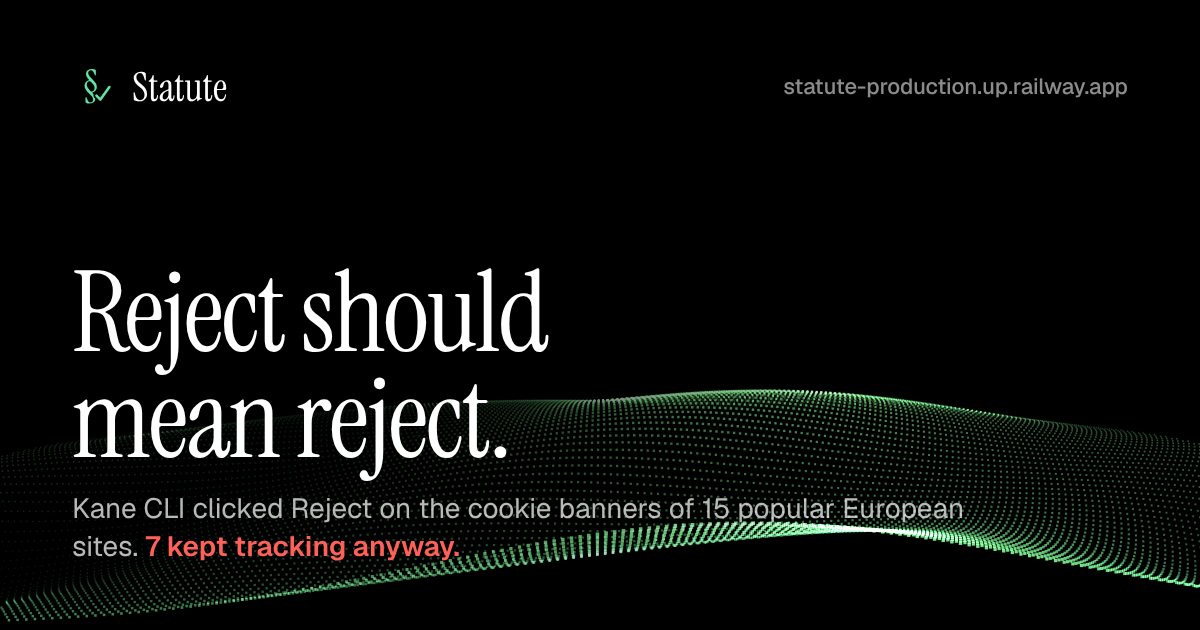 Statute
statute-production.up.railway.app
Reject should
mean reject.
Kane CLI clicked Reject on the cookie banners of 15 popular European
sites. 7 kept tracking anyway.